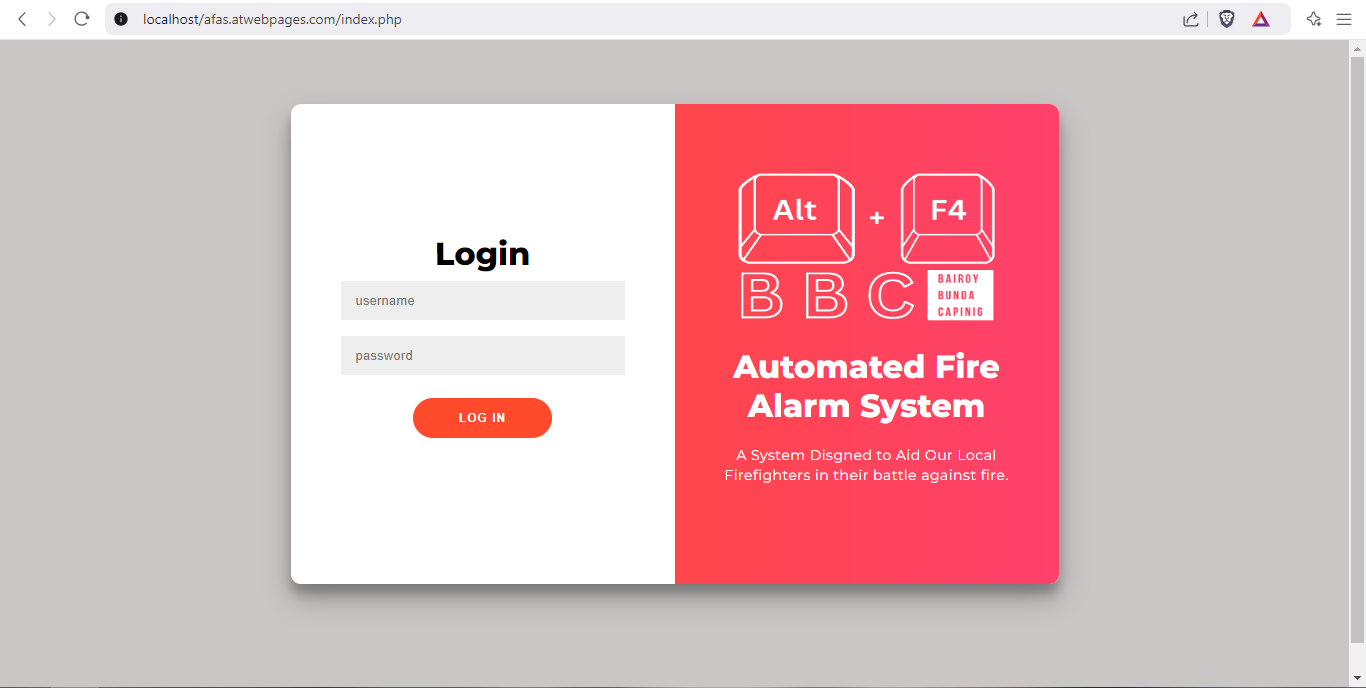 localhost/afas.atwebpages.com/index.php
Login
username
password
LOG IN
Alt + F4
B B C
BAIROY
BUNDA
CAPINIG
Automated Fire
Alarm System
A System Disgned to Aid Our Local
Firefighters in their battle against fire.